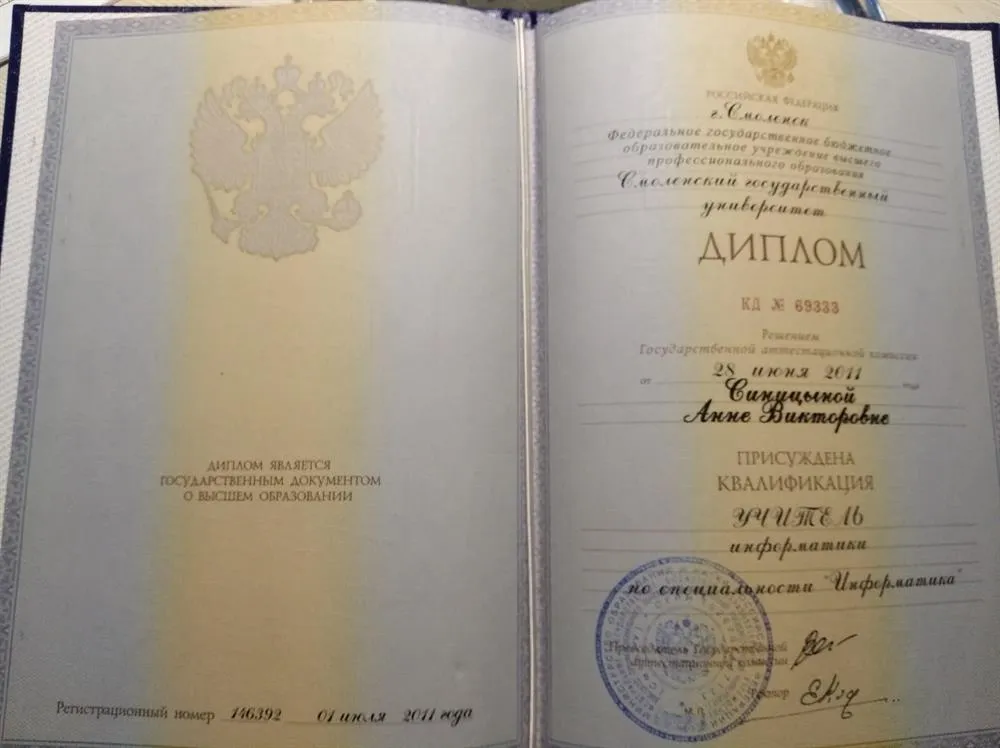 ДИПЛОМ ЯВЛЯЕТСЯ
ГОСУДАРСТВЕННЫМ ДОКУМЕНТОМ
О ВЫСШЕМ ОБРАЗОВАНИИ
Регистрационный номер 146392 01 июля 2011 года
РОССИЙСКАЯ ФЕДЕРАЦИЯ
г. Смоленск
Федеральное государственное бюджетное
образовательное учреждение высшего
профессионального образования
Смоленский государственный
университет
ДИПЛОМ
КД № 69333
Решением
Государственной аттестационной комиссии
от 28 июня 2011 года
Синицыной
Анне Викторовне
ПРИСУЖДЕНА
КВАЛИФИКАЦИЯ
УЧИТЕЛЬ
информатики
по специальности "Информатика"
Председатель Государственной
аттестационной комиссии
Ректор
М.П.